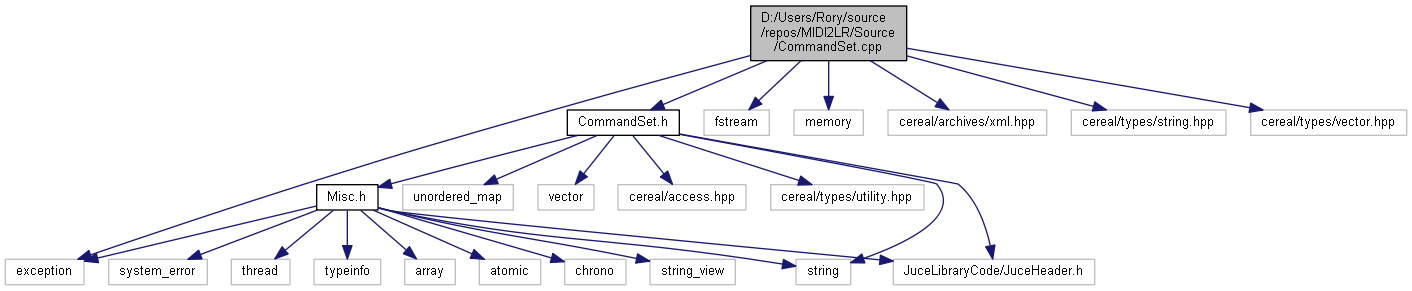 D:/Users/Rory/source
/repos/MIDI2LR/Source
/CommandSet.cpp
CommandSet.h
fstream
memory
cereal/archives/xml.hpp
cereal/types/string.hpp
cereal/types/vector.hpp
Misc.h
unordered_map
vector
cereal/access.hpp
cereal/types/utility.hpp
exception
system_error
thread
typeinfo
array
atomic
chrono
string_view
string
JuceLibraryCode/JuceHeader.h